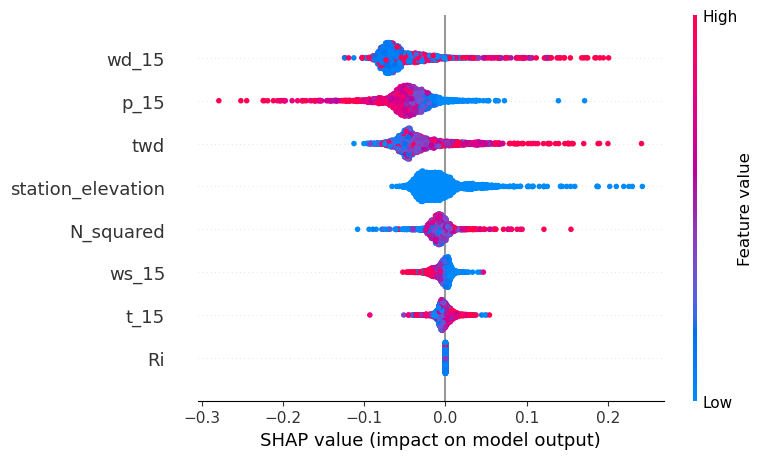 High
wd_15
p_15
twd
station_elevation
N_squared
ws_15
t_15
Ri
Feature value
Low
−0.3 −0.2 −0.1 0.0 0.1 0.2
SHAP value (impact on model output)